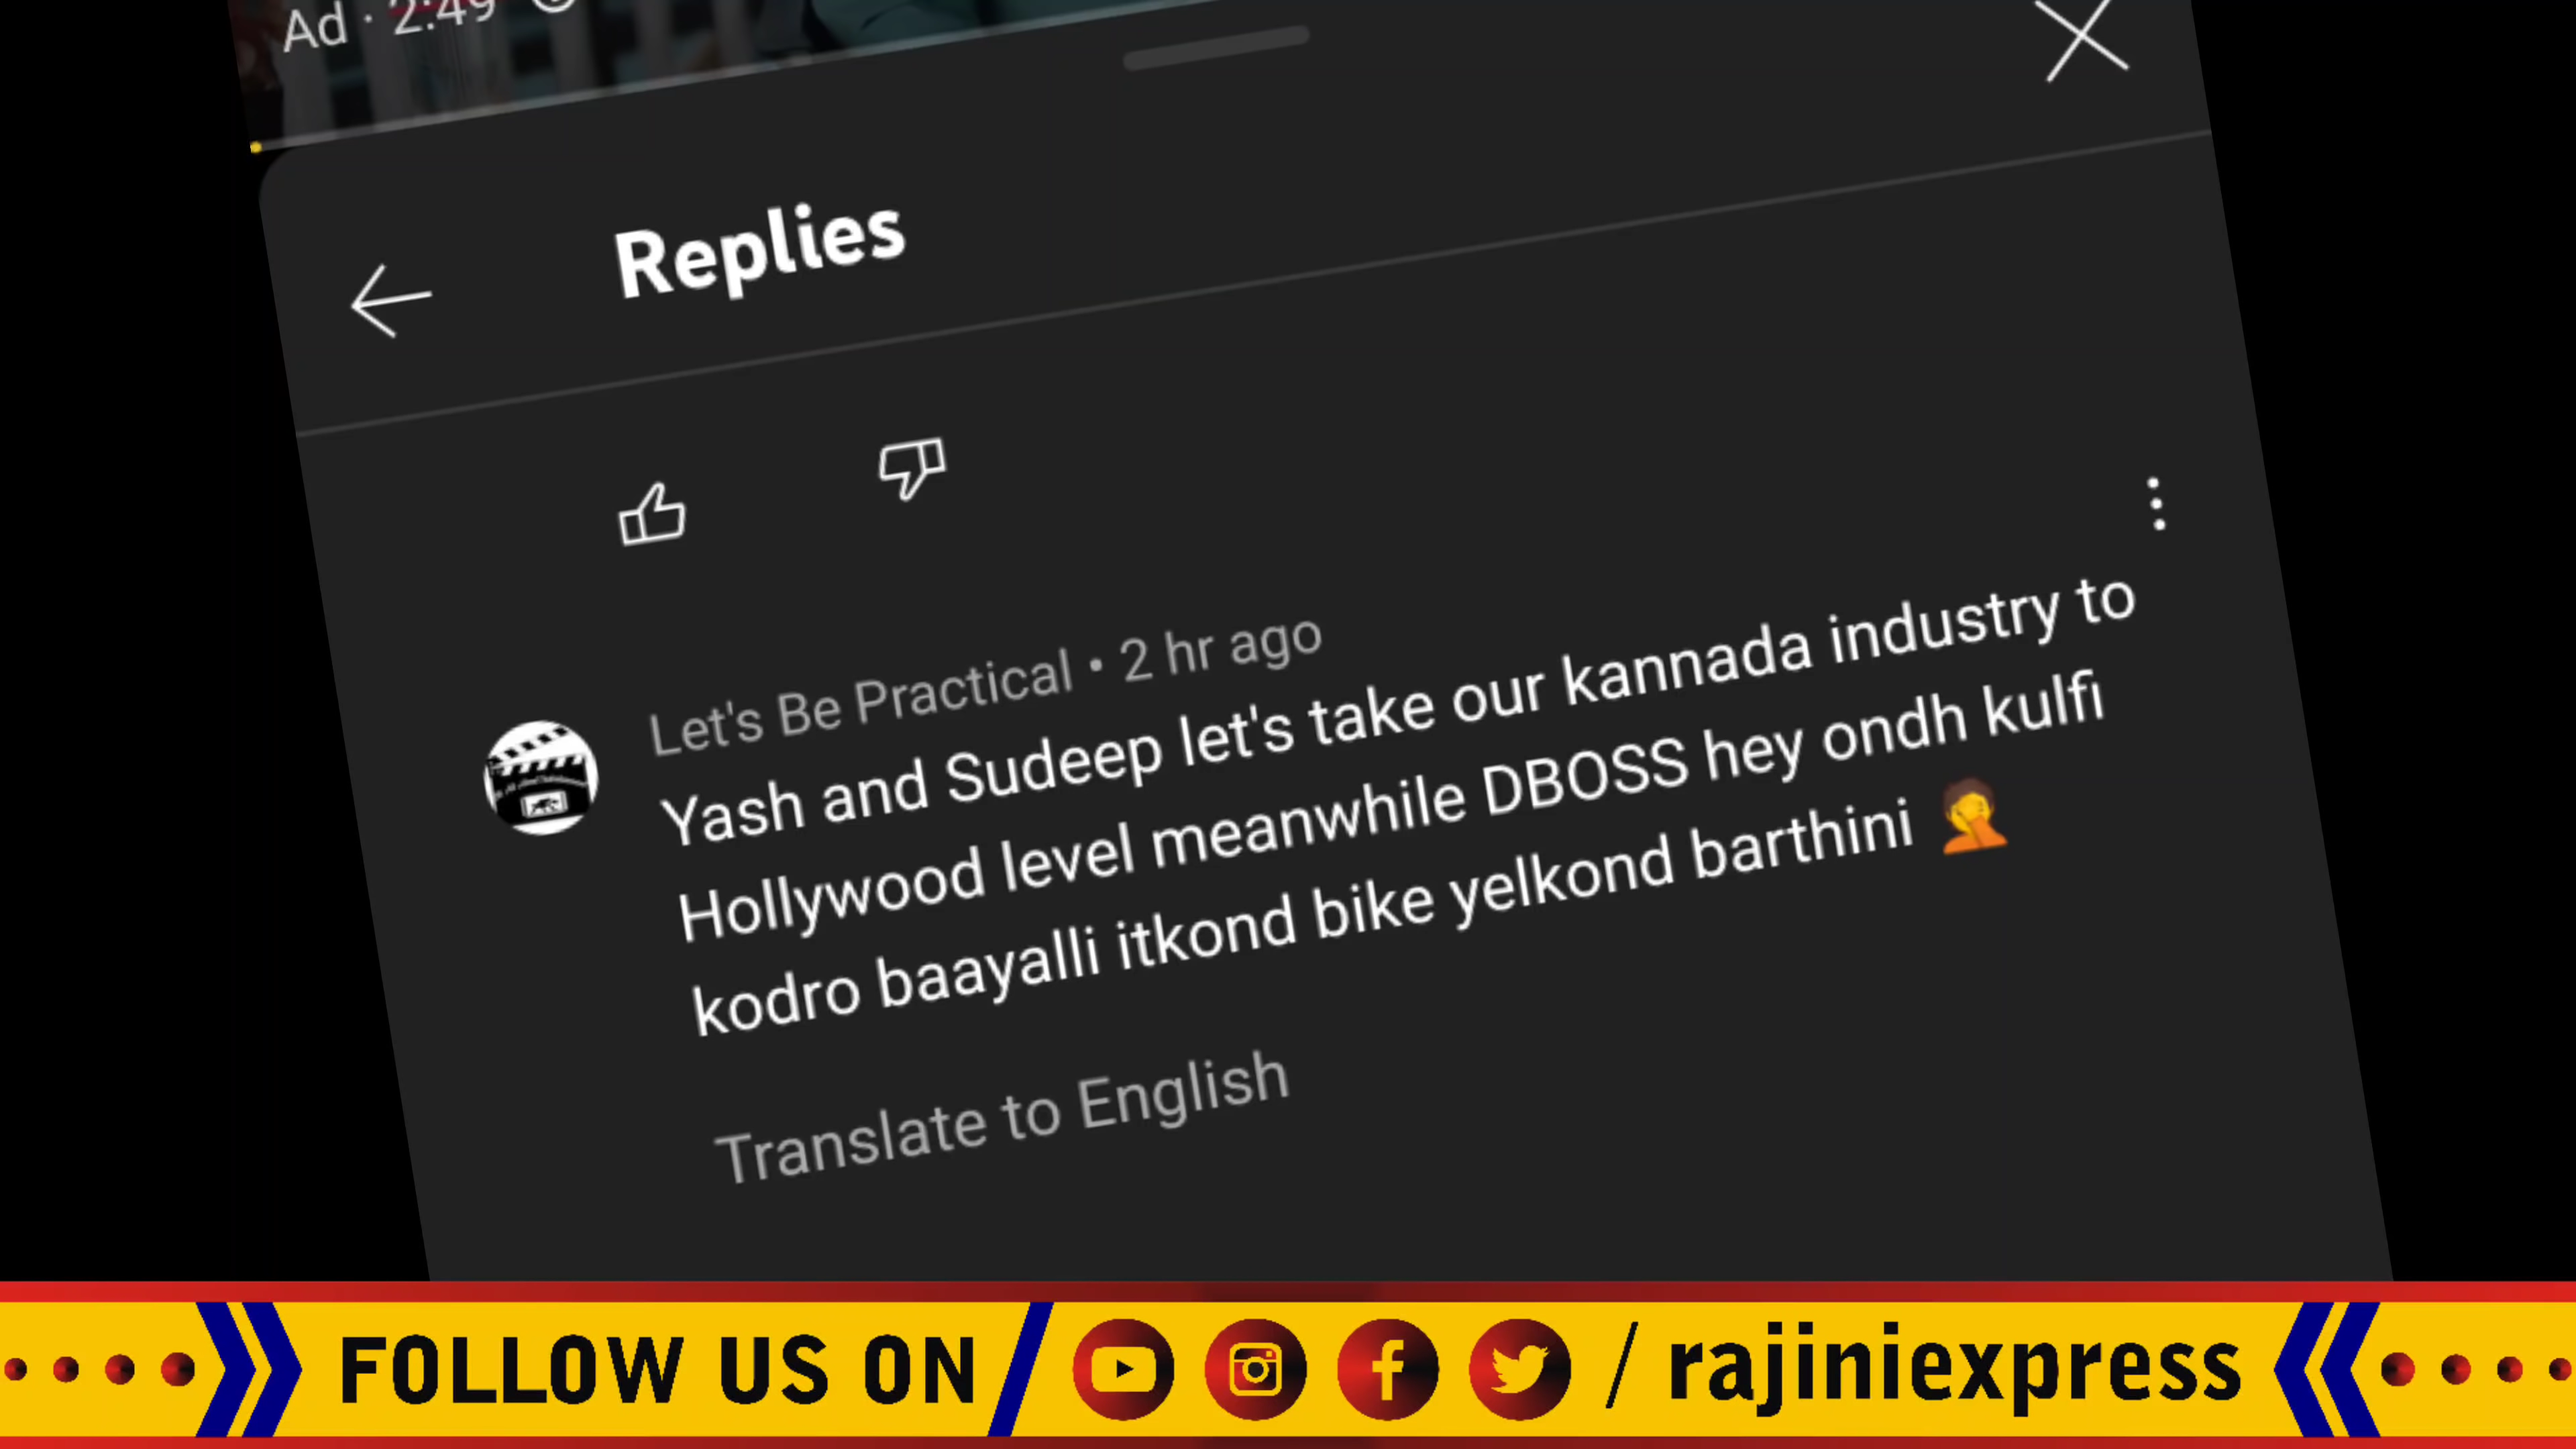 Ad · 2:49
Replies
Let's Be Practical • 2 hr ago
Yash and Sudeep let's take our kannada industry to
Hollywood level meanwhile DBOSS hey ondh kulfi
kodro baayalli itkond bike yelkond barthini 🤦
Translate to English
FOLLOW US ON / / rajiniexpress